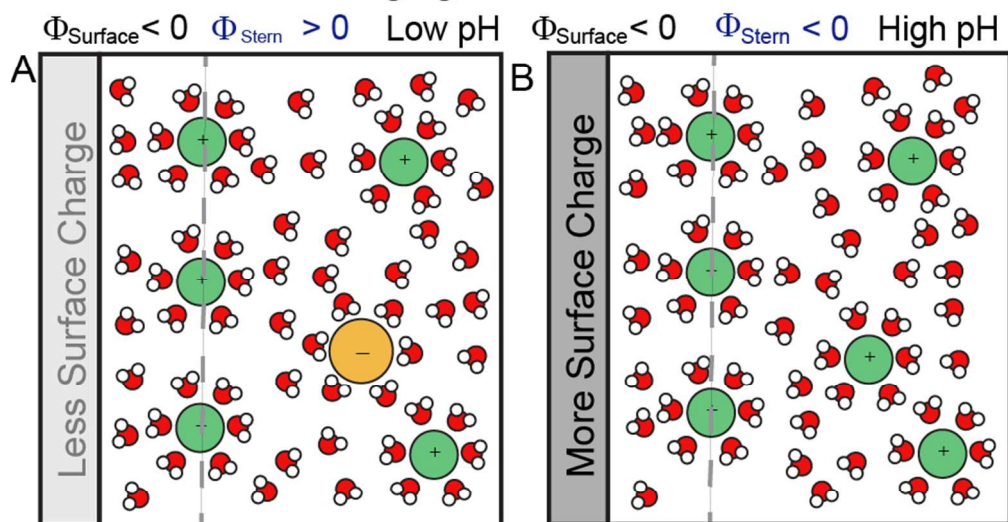 ΦSurface < 0 ΦStern > 0 Low pH
A
Less Surface Charge
+
+
+
+
−
+
ΦSurface < 0 ΦStern < 0 High pH
B
More Surface Charge
+
+
+
+
+
+